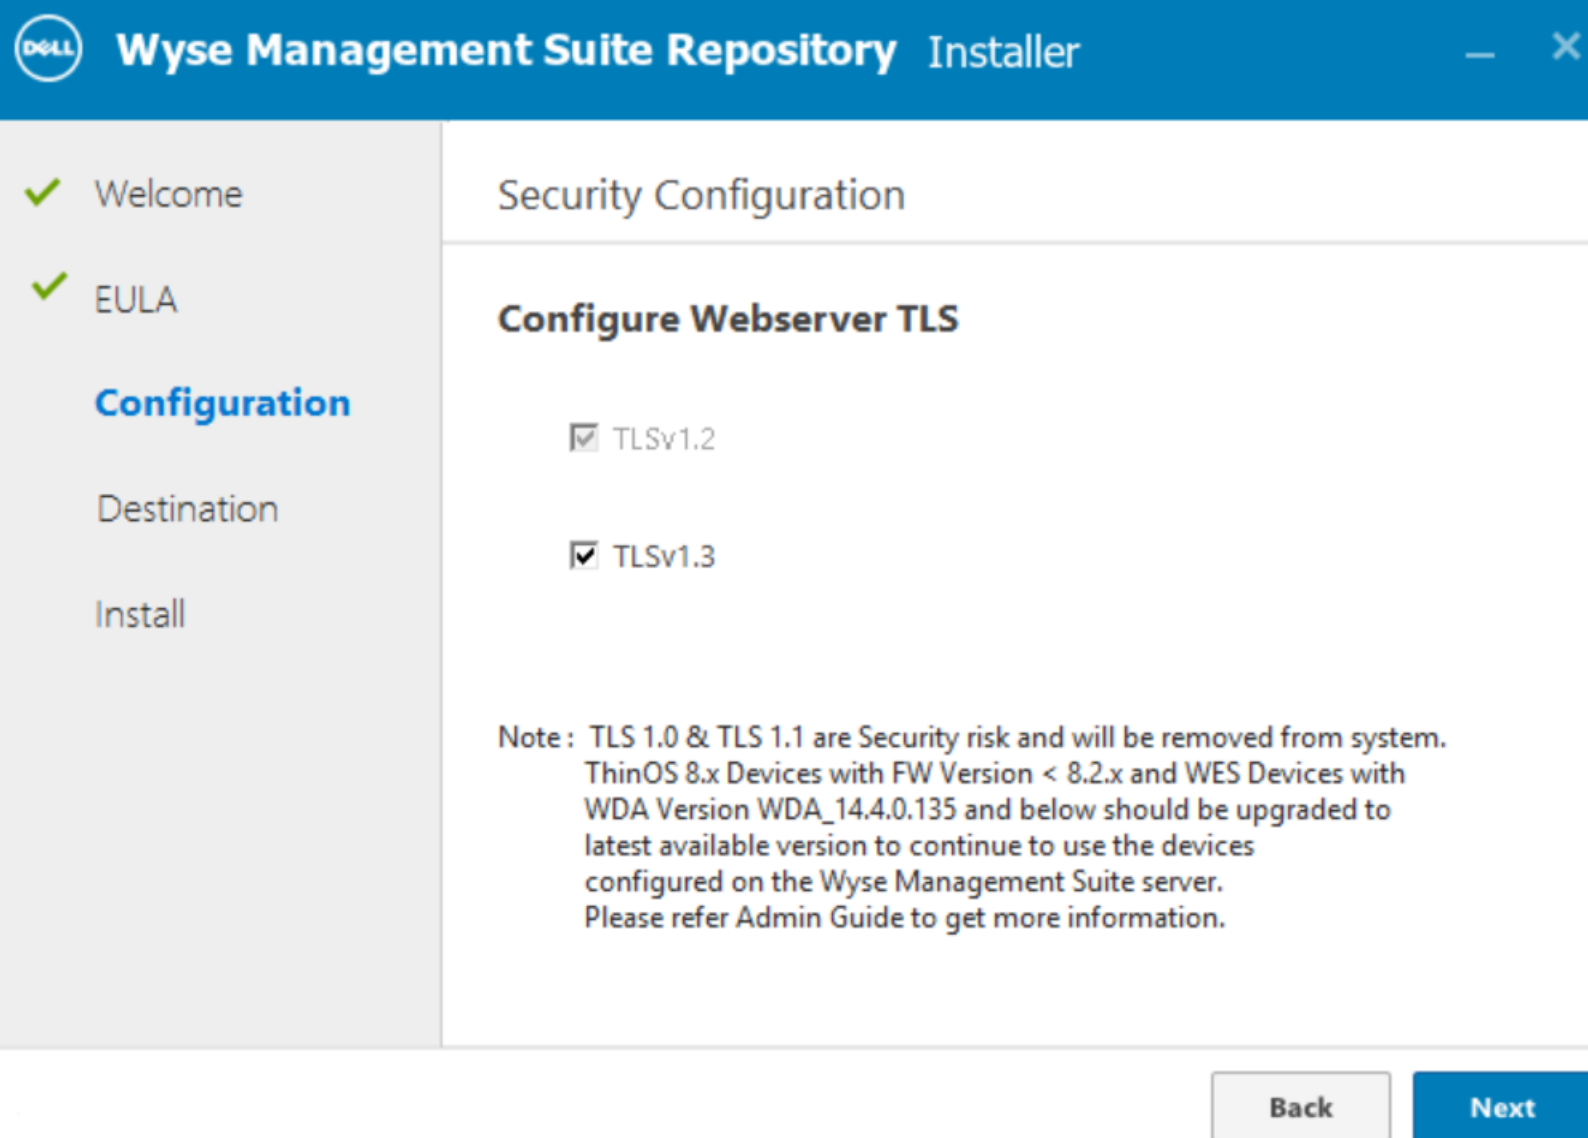 DELL
Wyse Management Suite Repository Installer
Welcome
EULA
Configuration
Destination
Install
Security Configuration
Configure Webserver TLS
TLSv1.2
TLSv1.3
Note : TLS 1.0 & TLS 1.1 are Security risk and will be removed from system.
ThinOS 8.x Devices with FW Version < 8.2.x and WES Devices with
WDA Version WDA_14.4.0.135 and below should be upgraded to
latest available version to continue to use the devices
configured on the Wyse Management Suite server.
Please refer Admin Guide to get more information.
Back
Next